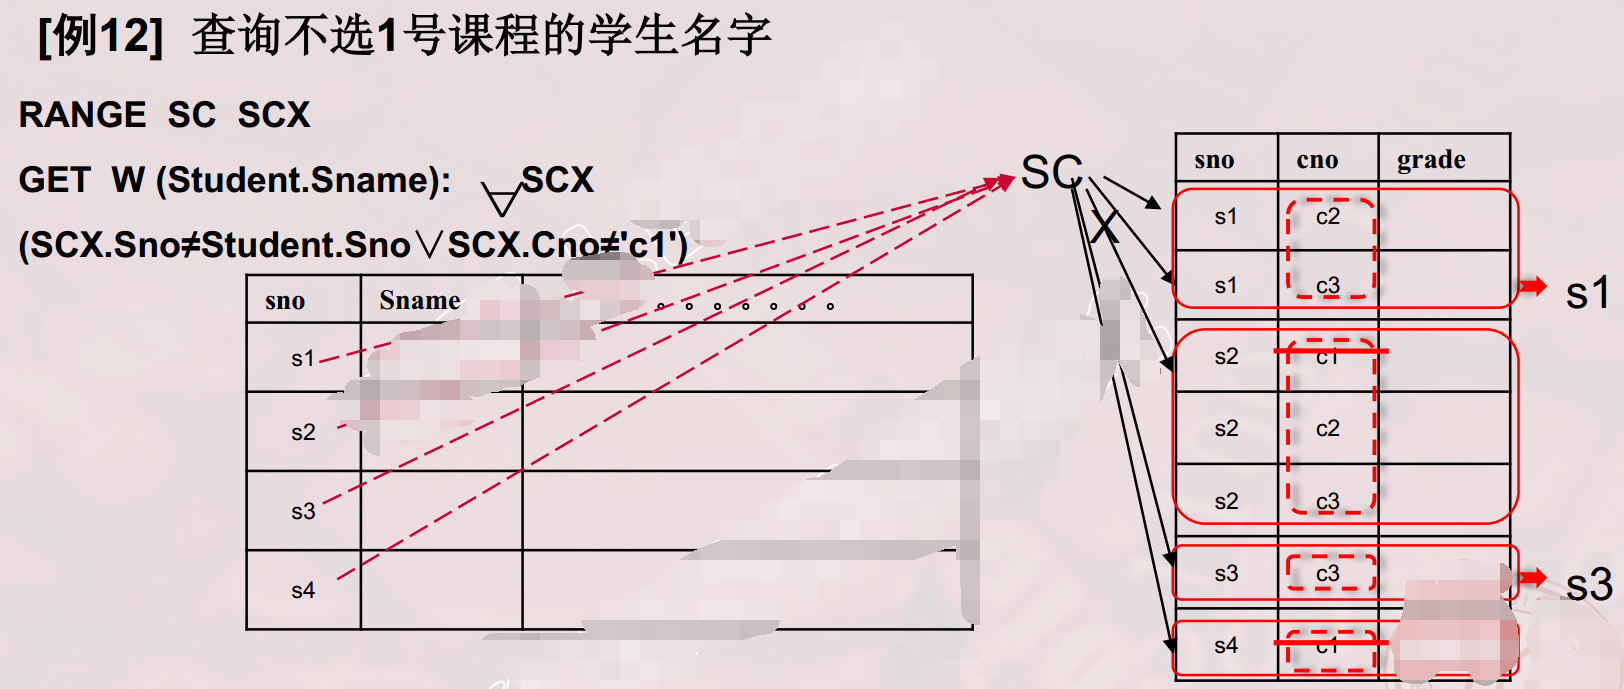 [例12] 查询不选1号课程的学生名字
RANGE SC SCX
GET W (Student.Sname): ∀SCX
(SCX.Sno≠Student.Sno∨SCX.Cno≠'c1')
sno Sname 。。。。。。。
s1
s2
s3
s4
SC
X
sno cno grade
s1 c2
s1 c3
s1
s2 c1
s2 c2
s2 c3
s3 c3
s3
s4 c1